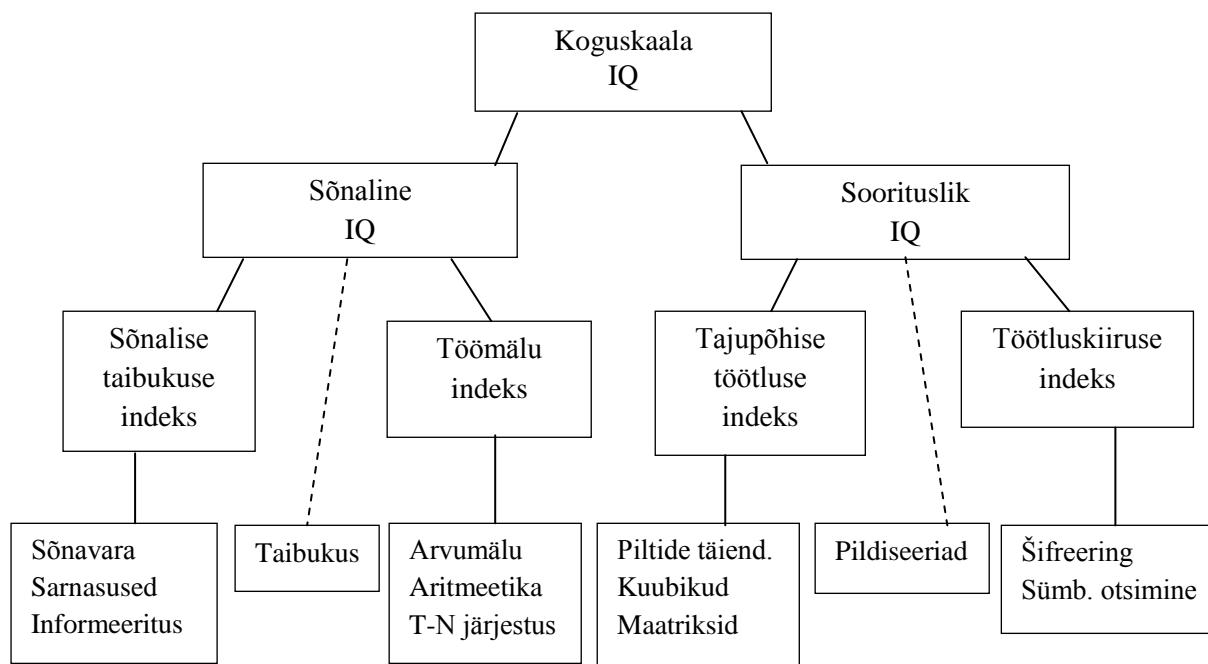 Koguskaala
IQ
Sõnaline
IQ
Soorituslik
IQ
Sõnalise
taibukuse
indeks
Töömälu
indeks
Tajupõhise
töötluse
indeks
Töötluskiiruse
indeks
Sõnavara
Sarnasused
Informeeritus
Taibukus
Arvumälu
Aritmeetika
T-N järjestus
Piltide täiend.
Kuubikud
Maatriksid
Pildiseeriad
Šifreering
Sümb. otsimine